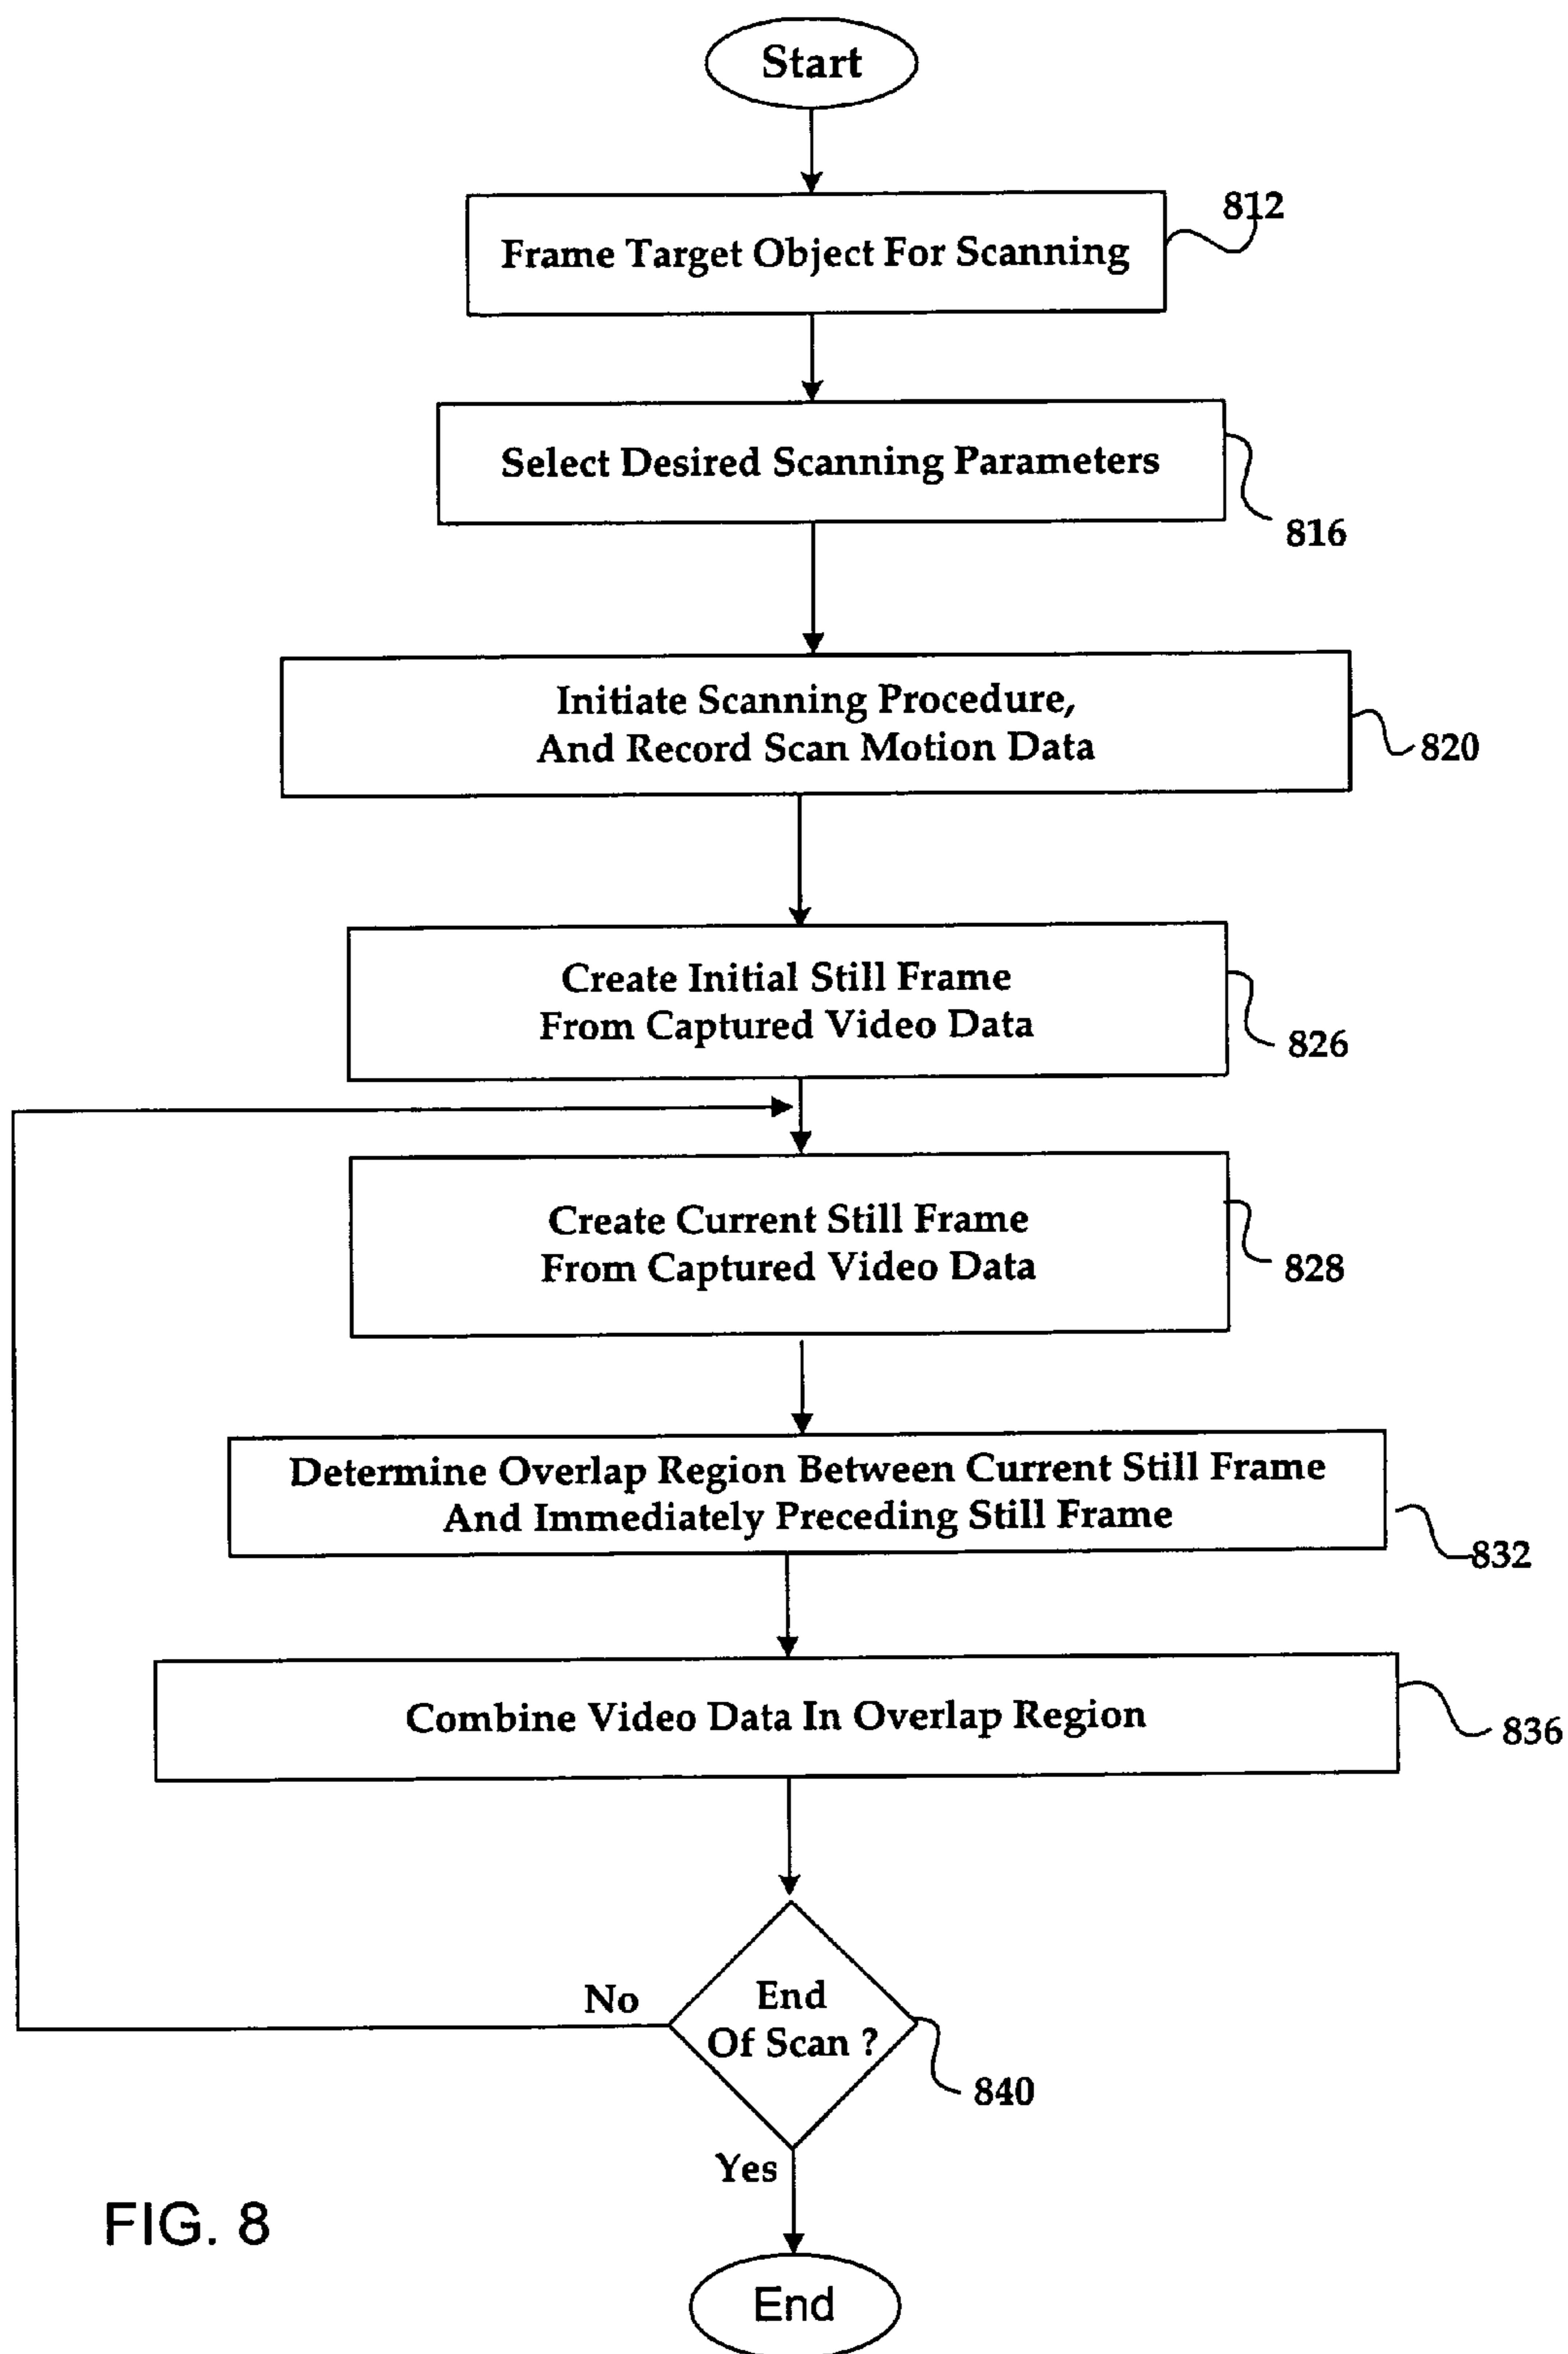 Start
812
Frame Target Object For Scanning
Select Desired Scanning Parameters
816
Initiate Scanning Procedure,
And Record Scan Motion Data
820
Create Initial Still Frame
From Captured Video Data
826
Create Current Still Frame
From Captured Video Data
828
Determine Overlap Region Between Current Still Frame
And Immediately Preceding Still Frame
832
Combine Video Data In Overlap Region
836
No
End
Of Scan ?
840
Yes
FIG. 8
End